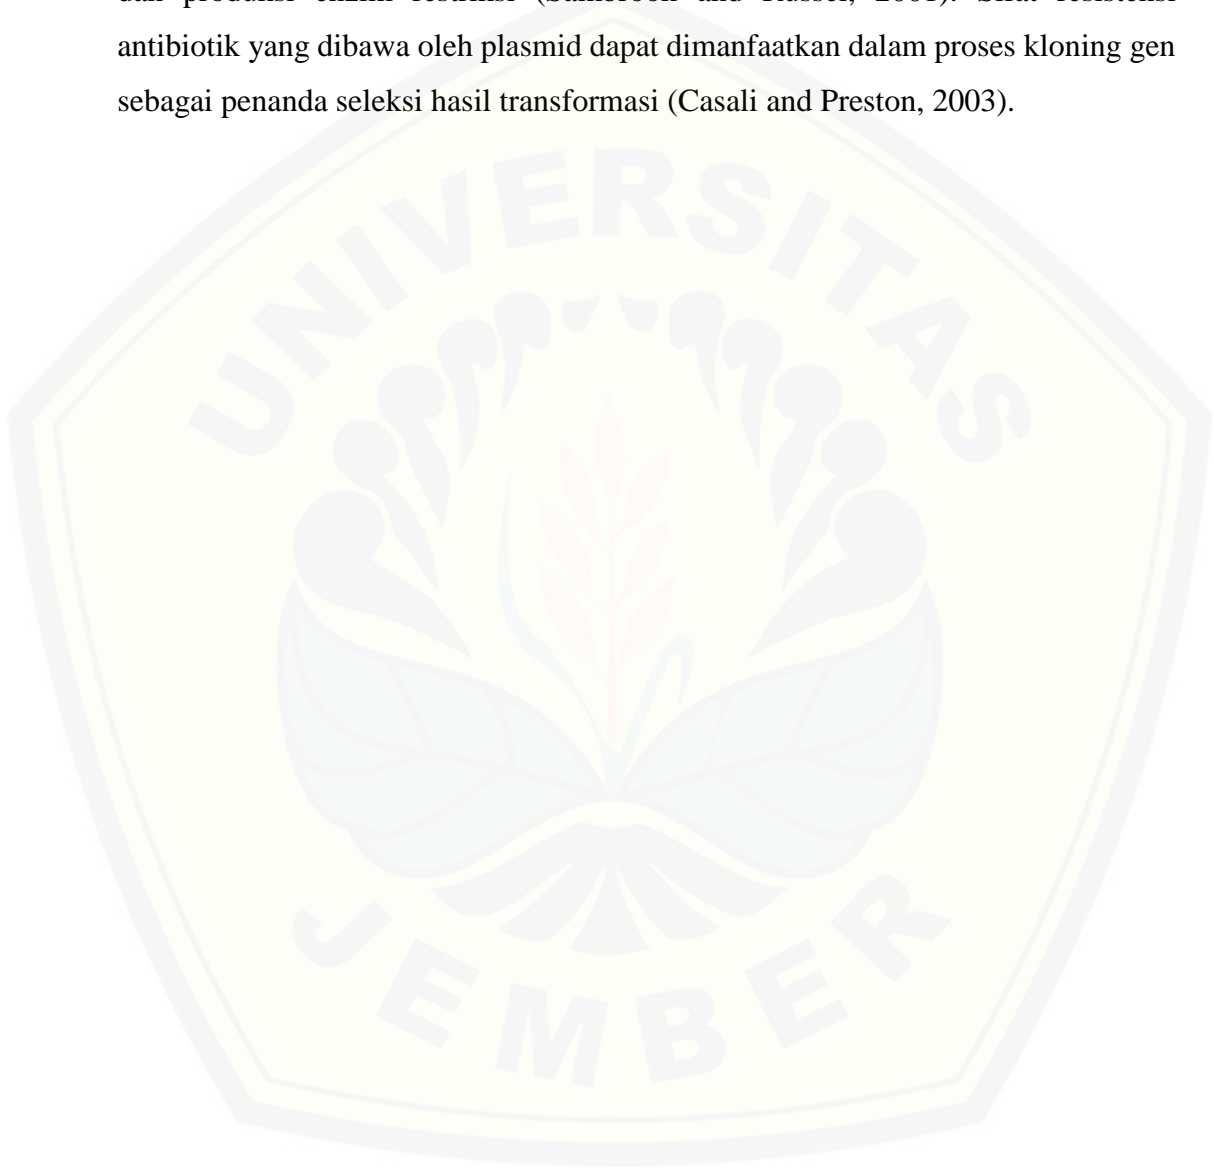 dan produksi enzim restriksi (Sambrook and Russel, 2001). Sifat resistensi
antibiotik yang dibawa oleh plasmid dapat dimanfaatkan dalam proses kloning gen
sebagai penanda seleksi hasil transformasi (Casali and Preston, 2003).
UNIVERSITAS
JEMBER